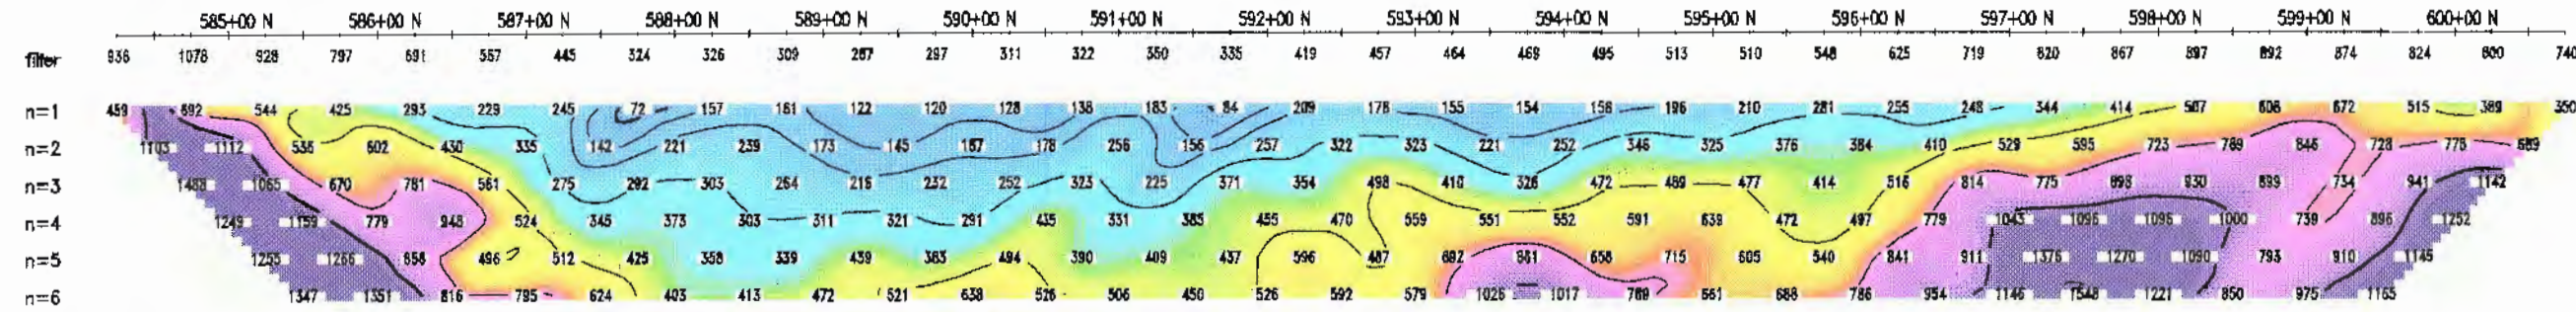 585+00 N 586+00 N 587+00 N 588+00 N 589+00 N 590+00 N 591+00 N 592+00 N 593+00 N 594+00 N 595+00 N 596+00 N 597+00 N 598+00 N 599+00 N 600+00 N
filter 936 1078 928 797 691 557 445 324 326 309 287 297 311 322 350 335 419 457 464 469 495 513 510 548 625 719 820 867 897 892 874 824 800 740
n=1 459 692 544 425 293 229 245 72 157 161 122 120 128 138 183 84 209 178 155 154 156 196 210 281 255 248 344 414 507 606 672 515 389 350
n=2 1103 1112 535 602 430 335 142 221 239 173 145 167 178 256 156 257 322 323 221 252 346 325 376 384 410 529 595 723 769 846 728 775 689
n=3 1488 1065 670 781 561 275 292 303 264 216 232 252 323 225 371 354 498 410 326 472 489 477 414 516 814 775 898 930 899 734 941 1142
n=4 1249 1159 779 948 524 345 373 303 311 321 291 435 331 385 455 470 559 551 552 591 639 472 497 779 1043 1096 1096 1000 739 896 1252
n=5 1255 1266 858 496 512 425 358 339 439 385 494 390 409 437 596 487 692 861 658 715 605 540 841 911 1376 1270 1090 793 910 1145
n=6 1347 1351 816 795 624 403 413 472 521 638 526 506 450 526 592 579 1026 1017 769 661 688 786 954 1146 1548 1221 850 975 1165